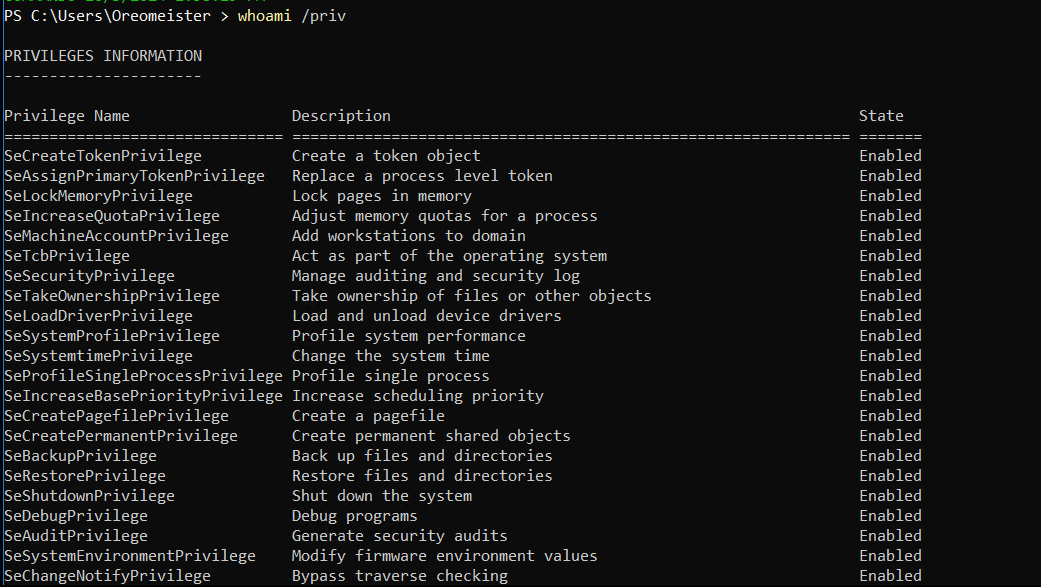 PS C:\Users\Oreomeister > whoami /priv
PRIVILEGES INFORMATION
----------------------
Privilege Name Description State
=============================== ============================================================== =======
SeCreateTokenPrivilege Create a token object Enabled
SeAssignPrimaryTokenPrivilege Replace a process level token Enabled
SeLockMemoryPrivilege Lock pages in memory Enabled
SeIncreaseQuotaPrivilege Adjust memory quotas for a process Enabled
SeMachineAccountPrivilege Add workstations to domain Enabled
SeTcbPrivilege Act as part of the operating system Enabled
SeSecurityPrivilege Manage auditing and security log Enabled
SeTakeOwnershipPrivilege Take ownership of files or other objects Enabled
SeLoadDriverPrivilege Load and unload device drivers Enabled
SeSystemProfilePrivilege Profile system performance Enabled
SeSystemtimePrivilege Change the system time Enabled
SeProfileSingleProcessPrivilege Profile single process Enabled
SeIncreaseBasePriorityPrivilege Increase scheduling priority Enabled
SeCreatePagefilePrivilege Create a pagefile Enabled
SeCreatePermanentPrivilege Create permanent shared objects Enabled
SeBackupPrivilege Back up files and directories Enabled
SeRestorePrivilege Restore files and directories Enabled
SeShutdownPrivilege Shut down the system Enabled
SeDebugPrivilege Debug programs Enabled
SeAuditPrivilege Generate security audits Enabled
SeSystemEnvironmentPrivilege Modify firmware environment values Enabled
SeChangeNotifyPrivilege Bypass traverse checking Enabled